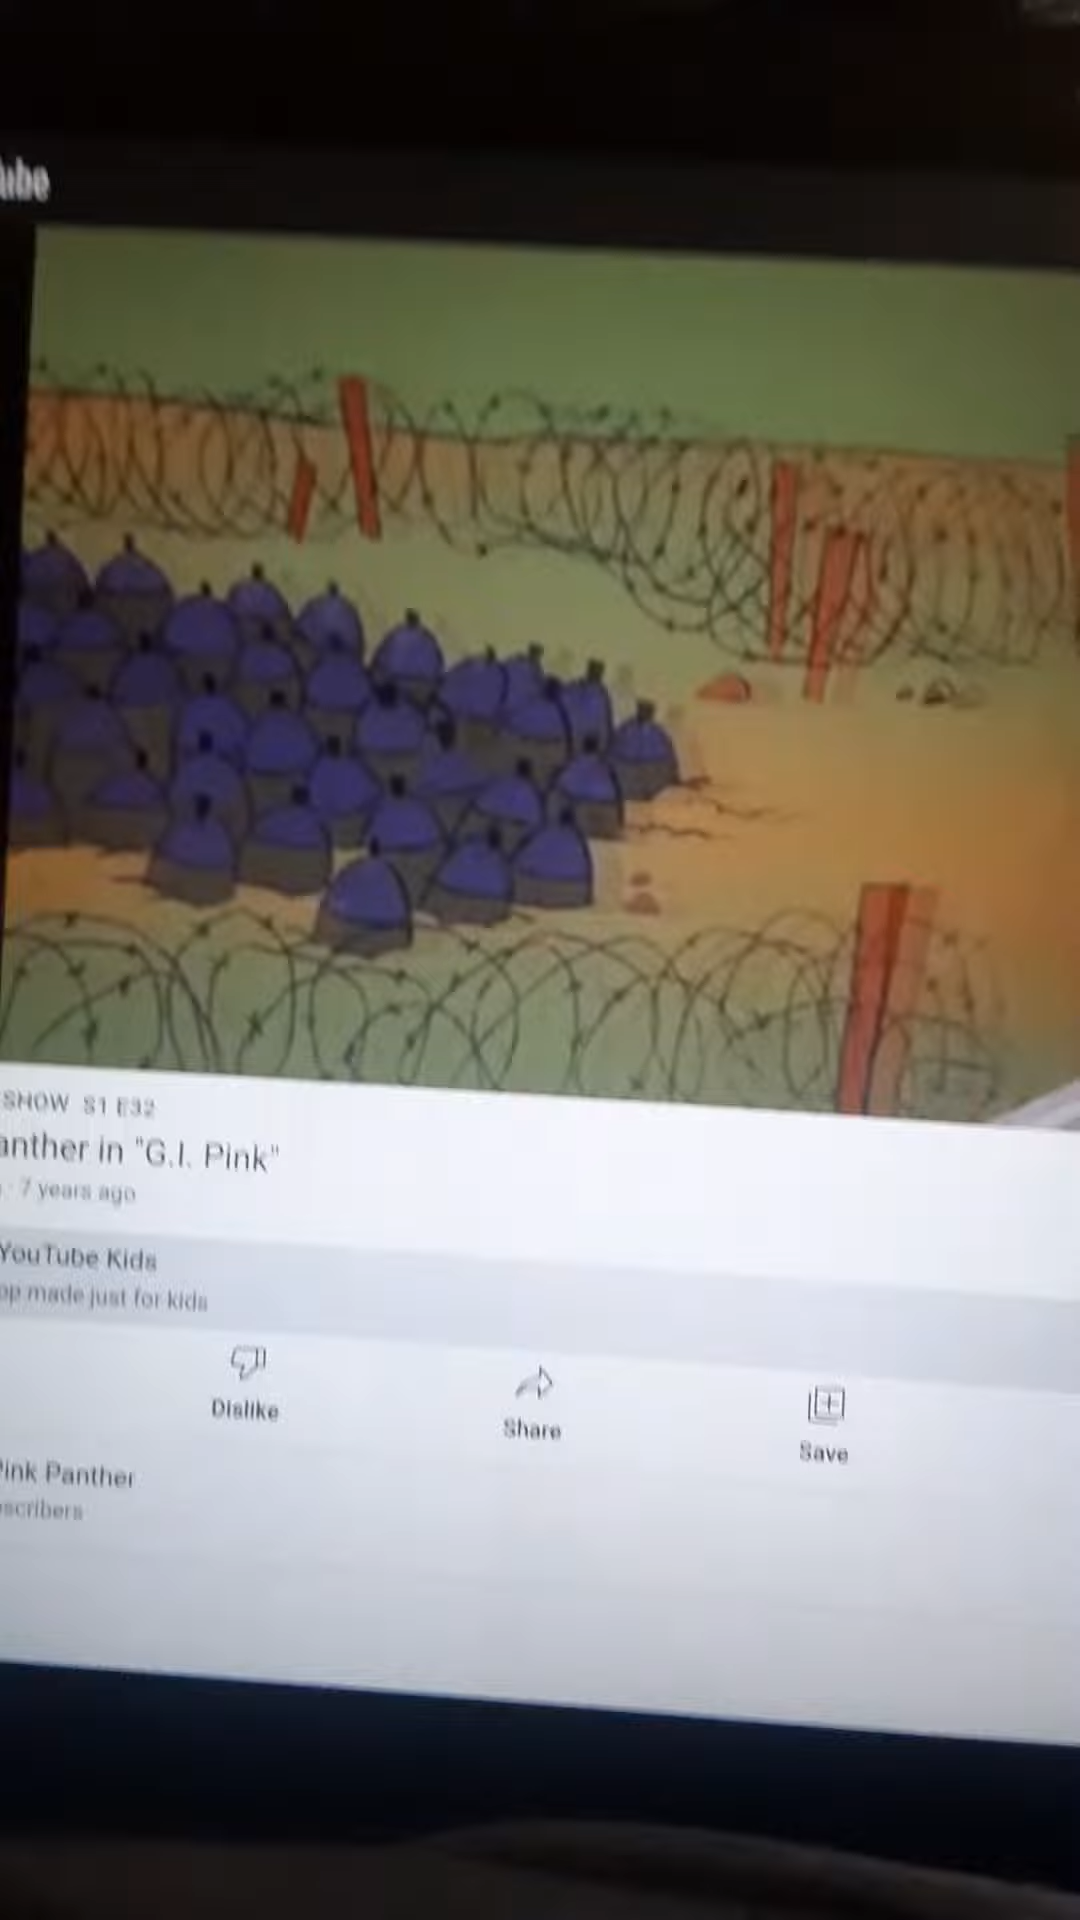 ube
SHOW S1 E32
anther in "G.I. Pink"
· 7 years ago
YouTube Kids
op made just for kids
Dislike
Share
Save
Pink Panther
scribers